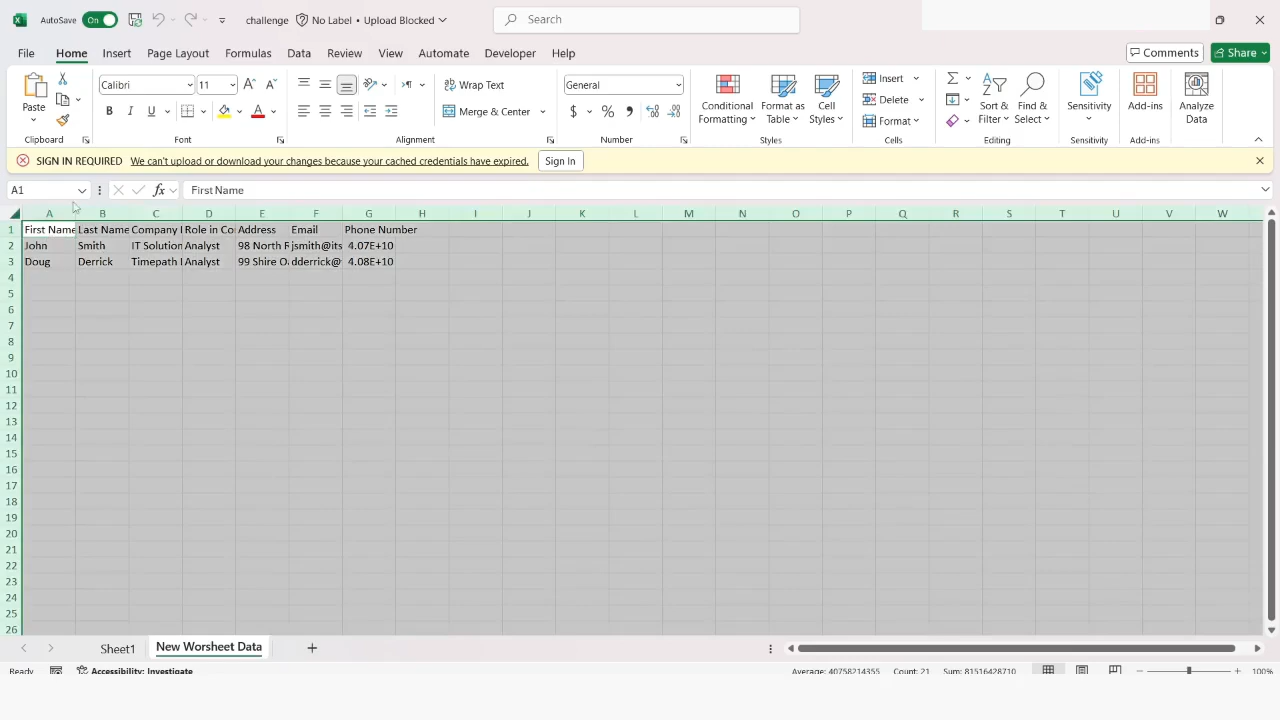 AutoSave On challenge No Label • Upload Blocked Search
File Home Insert Page Layout Formulas Data Review View Automate Developer Help Comments Share
Paste Calibri 11 Wrap Text General Conditional Formatting Format as Table Cell Styles Insert Sort & Filter Find & Select Sensitivity Add-ins Analyze Data
B I U A Merge & Center $ % Delete
Format
Clipboard Font Alignment Number Styles Cells Editing Sensitivity Add-ins
SIGN IN REQUIRED We can't upload or download your changes because your cached credentials have expired. Sign In
A1 fx First Name
A B C D E F G H I J K L M N O P Q R S T U V W
1 First Name Last Name Company Role in Co Address Email Phone Number
2 John Smith IT Solution Analyst 98 North jsmith@its 4.07E+10
3 Doug Derrick Timepath Analyst 99 Shire dderrick@ 4.08E+10
4
5
6
7
8
9
10
11
12
13
14
15
16
17
18
19
20
21
22
23
24
25
26
Sheet1 New Worsheet Data +
Ready Accessibility: Investigate Average: 40758214355 Count: 21 Sum: 81516428710 100%